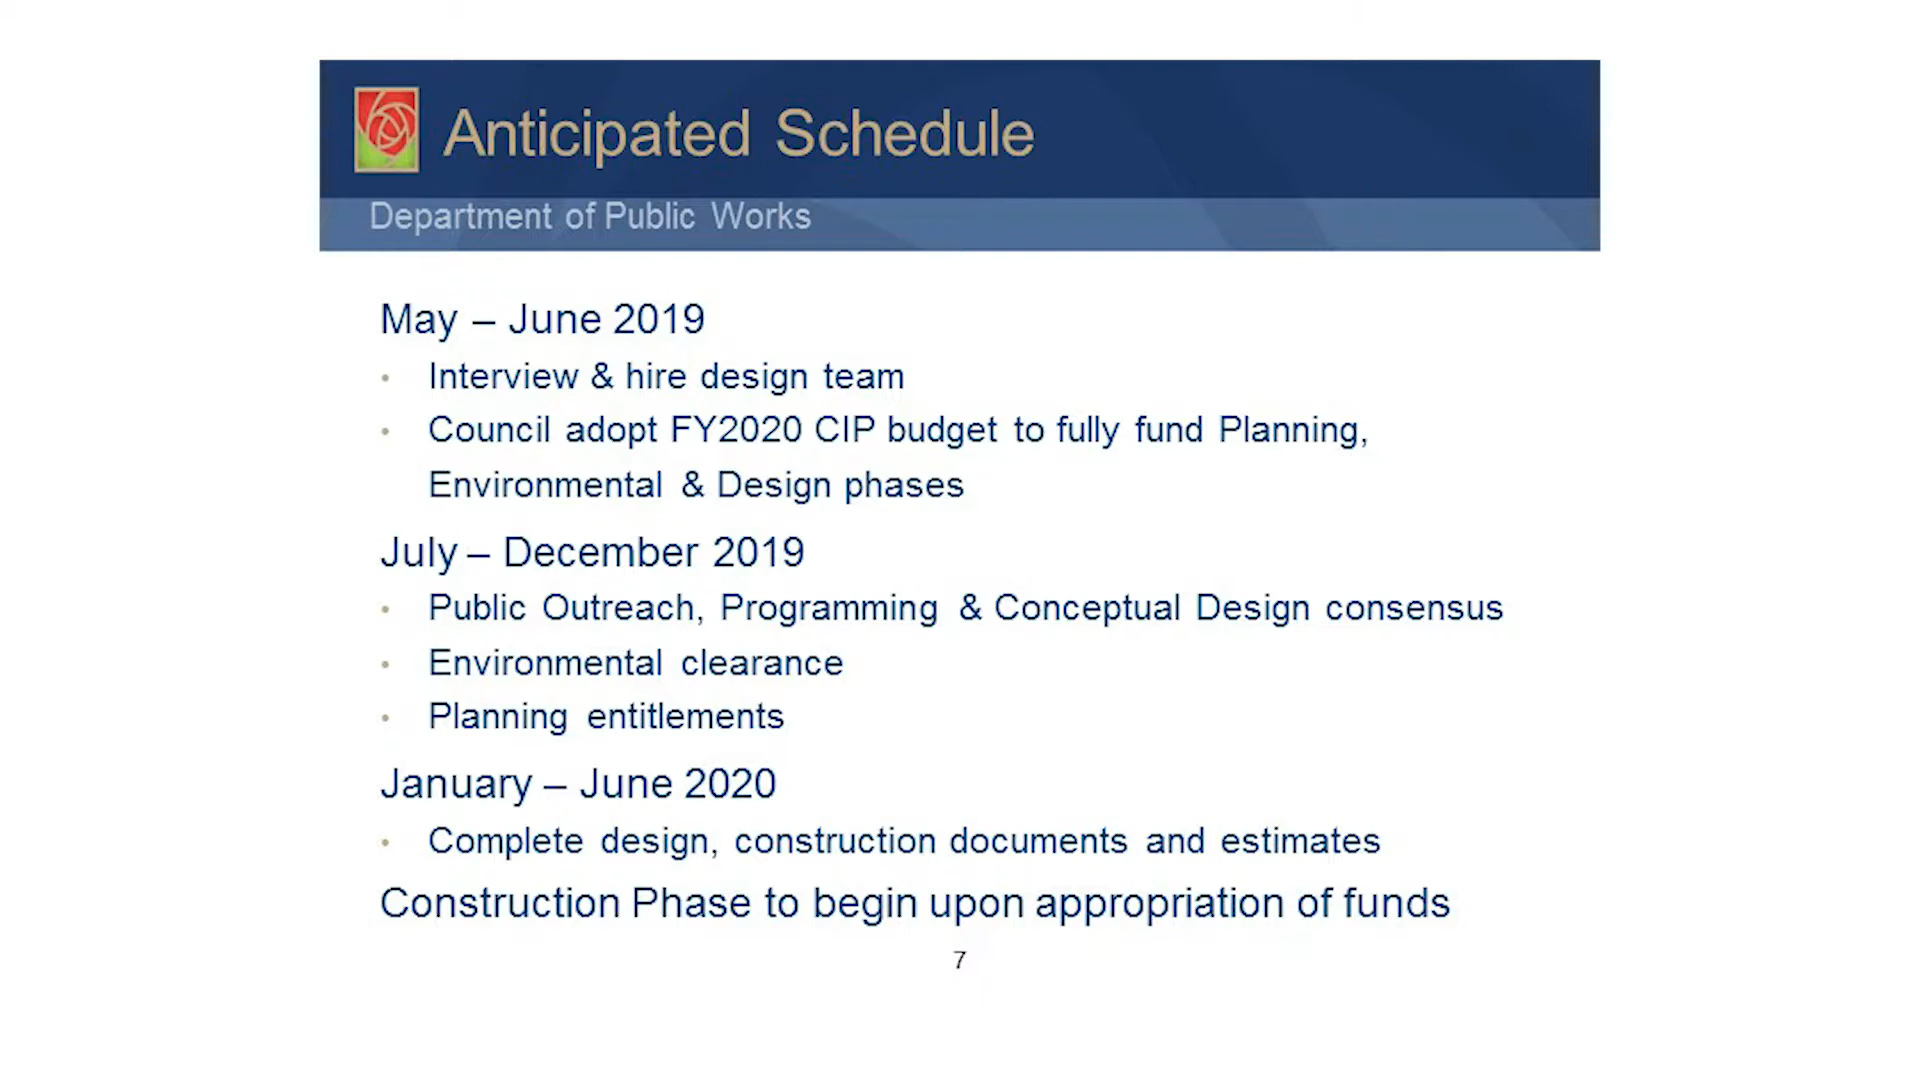 Anticipated Schedule
Department of Public Works
May – June 2019
• Interview & hire design team
• Council adopt FY2020 CIP budget to fully fund Planning,
Environmental & Design phases
July – December 2019
• Public Outreach, Programming & Conceptual Design consensus
• Environmental clearance
• Planning entitlements
January – June 2020
• Complete design, construction documents and estimates
Construction Phase to begin upon appropriation of funds
7